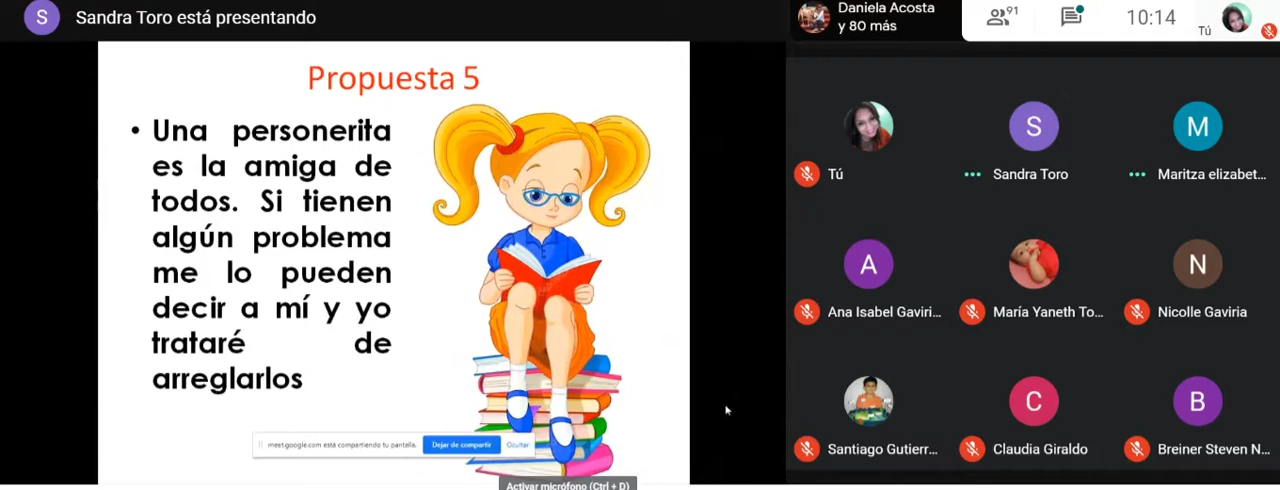 S Sandra Toro está presentando
Daniela Acosta
y 80 más
91
10:14
Tú
Propuesta 5
• Una personerita
es la amiga de
todos. Si tienen
algún problema
me lo pueden
decir a mí y yo
trataré de
arreglarlos
meet.google.com está compartiendo tu pantalla.
Dejar de compartir
Ocultar
Activar micrófono (Ctrl + D)
S
M
Tú
Sandra Toro
Maritza elizabet...
A
N
Ana Isabel Gaviri...
María Yaneth To...
Nicolle Gaviria
C
B
Santiago Gutierr...
Claudia Giraldo
Breiner Steven N...